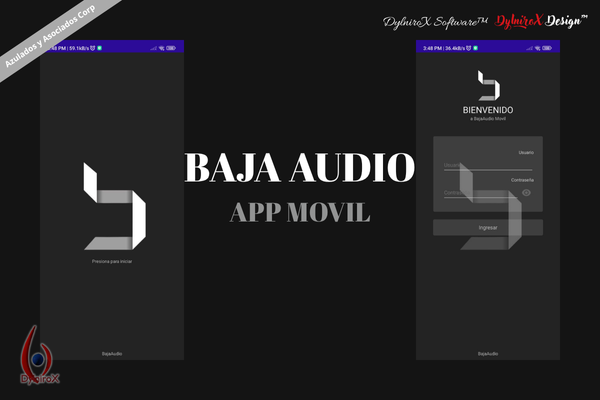 Azulados y Asociados Corp
DylniroX Software™
DylniroX Design™
:48 PM | 59.1kB/s
Presiona para iniciar
BajaAudio
BAJA AUDIO
APP MOVIL
3:48 PM | 36.4kB/s
BIENVENIDO
a BajaAudio Movil
Usuario
Usuario
Contraseña
Contraseña
Ingresar
BajaAudio
DylniroX